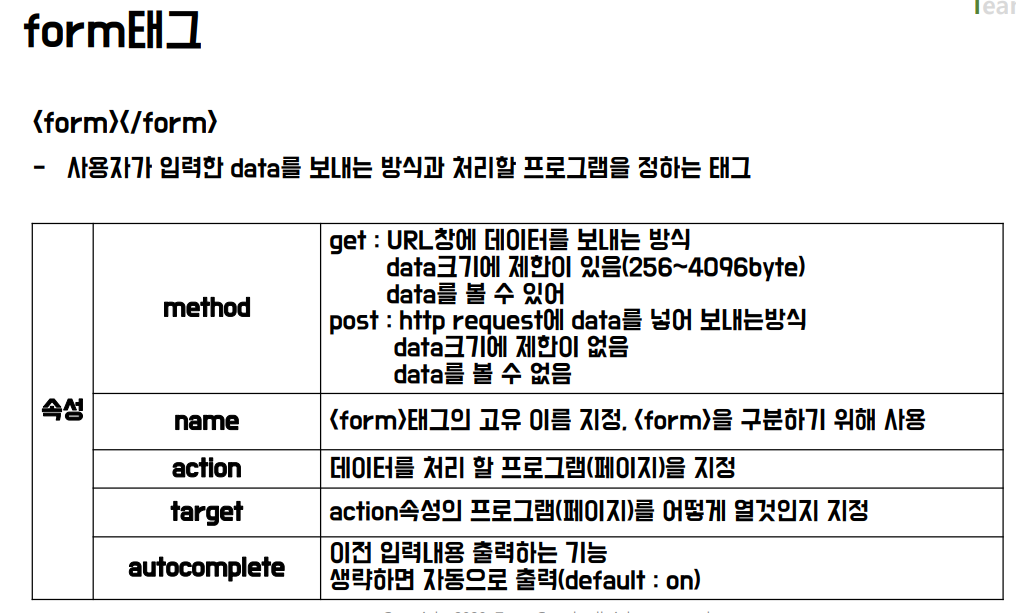 form태그
<form></form>
- 사용자가 입력한 data를 보내는 방식과 처리할 프로그램을 정하는 태그
속성
method
get : URL창에 데이터를 보내는 방식
data크기에 제한이 있음(256~4096byte)
data를 볼 수 있어
post : http request에 data를 넣어 보내는방식
data크기에 제한이 없음
data를 볼 수 없음
name
<form>태그의 고유 이름 지정, <form>을 구분하기 위해 사용
action
데이터를 처리 할 프로그램(페이지)을 지정
target
action속성의 프로그램(페이지)를 어떻게 열것인지 지정
autocomplete
이전 입력내용 출력하는 기능
생략하면 자동으로 출력(default : on)